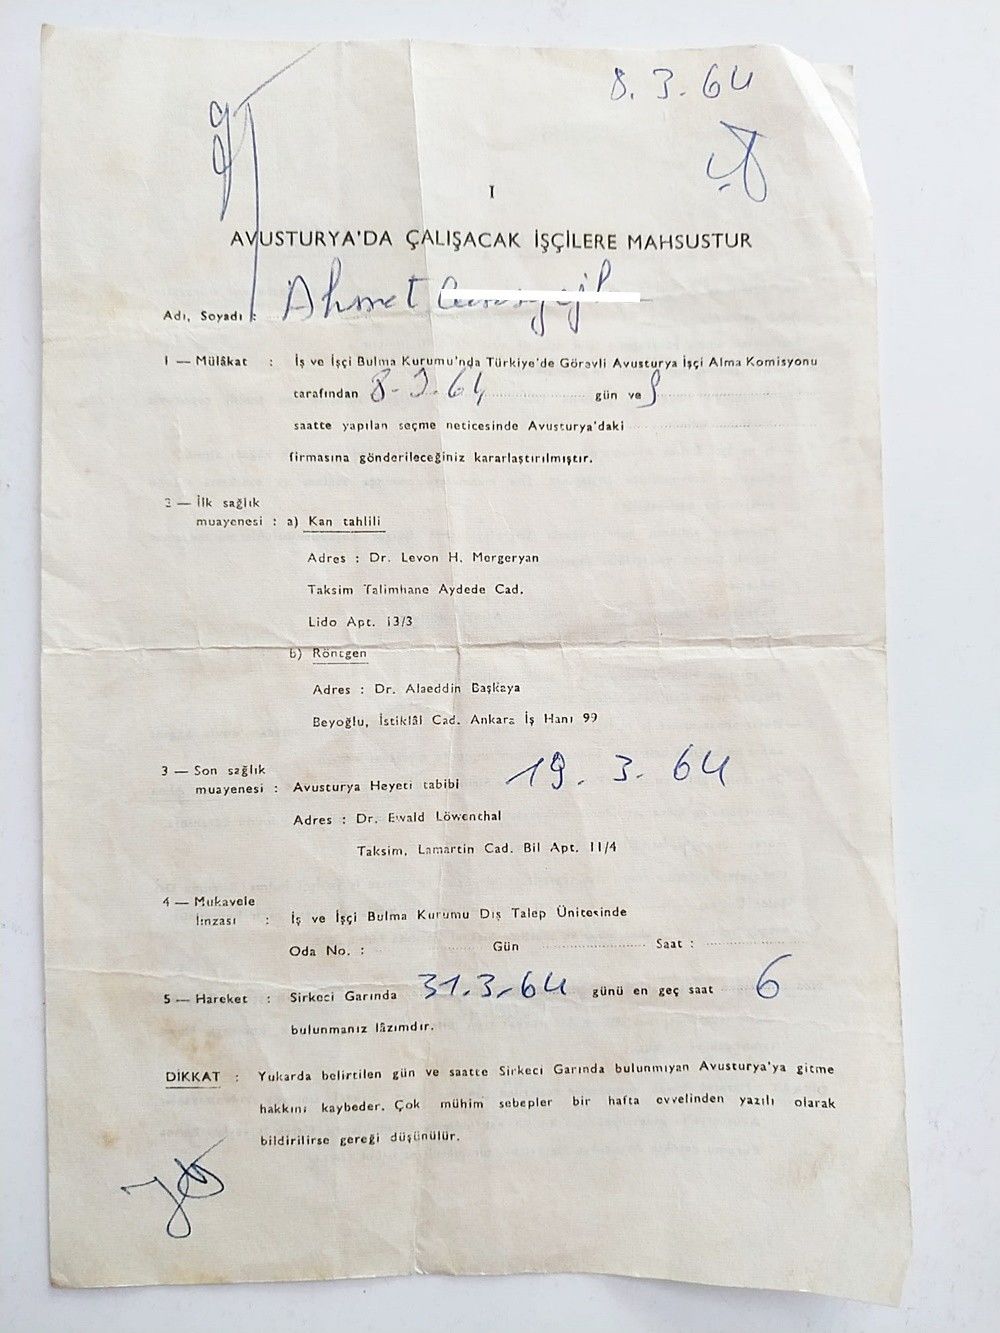 8. 3. 64
I
AVUSTURYA'DA ÇALIŞACAK İŞÇİLERE MAHSUSTUR
Adı, Soyadı : Ahmet
1 — Mülâkat : İş ve İşçi Bulma Kurumu'nda Türkiye'de Görevli Avusturya İşçi Alma Komisyonu
tarafından 8-3.64 gün ve
saatte yapılan seçme neticesinde Avusturya'daki
firmasına gönderileceğiniz kararlaştırılmıştır.
2 — İlk sağlık
muayenesi : a) Kan tahlili
Adres : Dr. Levon H. Mergeryan
Taksim Talimhane Aydede Cad.
Lido Apt. 13/3
b) Röntgen
Adres : Dr. Alaeddin Başkaya
Beyoğlu, İstiklâl Cad. Ankara İş Hanı 99
3 — Son sağlık
muayenesi : Avusturya Heyeti tabibi 19. 3. 64
Adres : Dr. Ewald Löwenthal
Taksim, Lamartin Cad. Bil Apt. 11/4
4 — Mukavele
İmzası : İş ve İşçi Bulma Kurumu Dış Talep Ünitesinde
Oda No. : Gün Saat :
5 — Hareket : Sirkeci Garında 31.3.64 günü en geç saat 6
bulunmanız lâzımdır.
DİKKAT : Yukarda belirtilen gün ve saatte Sirkeci Garında bulunmıyan Avusturya'ya gitme
hakkını kaybeder. Çok mühim sebepler bir hafta evvelinden yazılı olarak
bildirilirse gereği düşünülür.